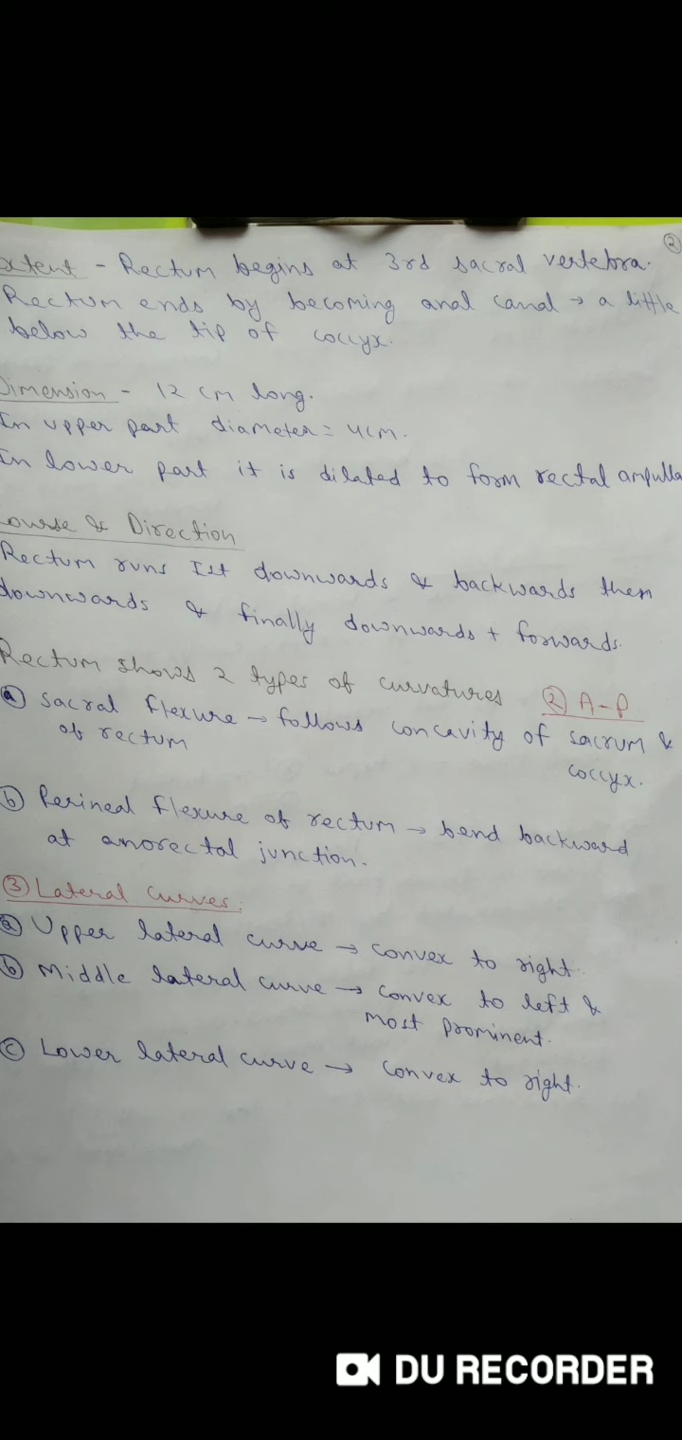 ②
xtent - Rectum begins at 3rd sacral vertebra.
Rectum ends by becoming anal canal → a little
below the tip of coccyx.
Dimension - 12 cm long.
In upper part diameter = 4cm.
In lower part it is dilated to form rectal ampulla
ourse & Direction
Rectum runs Ist downwards & backwards then
downwards & finally downwards + forwards.
Rectum shows 2 types of curvatures ② A-P
ⓐ Sacral flexure → follows concavity of sacrum &
of rectum
coccyx.
ⓑ Perineal flexure of rectum → bend backward
at anorectal junction.
③ Lateral Curves.
ⓐ Upper lateral curve → convex to right.
ⓑ Middle lateral curve → convex to left &
most prominent.
ⓒ Lower lateral curve → convex to right.
DU RECORDER